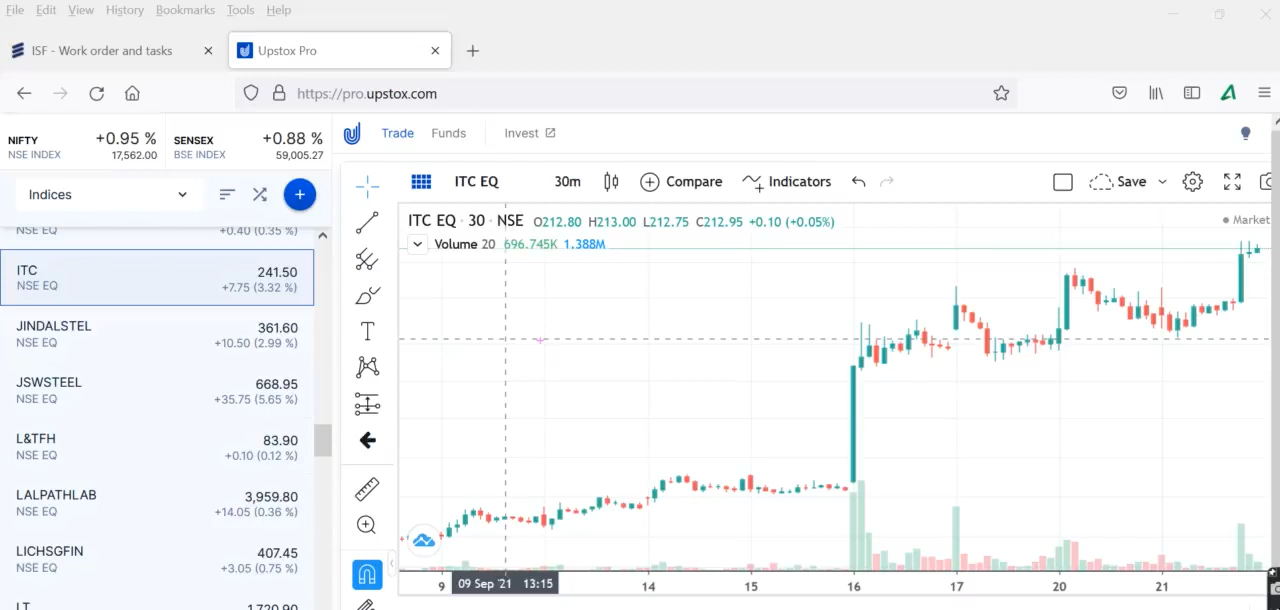 File Edit View History Bookmarks Tools Help
ISF - Work order and tasks
Upstox Pro
https://pro.upstox.com
NIFTY +0.95 %
NSE INDEX 17,562.00
SENSEX +0.88 %
BSE INDEX 59,005.27
Trade Funds Invest
Indices
NSE EQ +0.40 (0.35 %)
ITC 241.50
NSE EQ +7.75 (3.32 %)
JINDALSTEL 361.60
NSE EQ +10.50 (2.99 %)
JSWSTEEL 668.95
NSE EQ +35.75 (5.65 %)
L&TFH 83.90
NSE EQ +0.10 (0.12 %)
LALPATHLAB 3,959.80
NSE EQ +14.05 (0.36 %)
LICHSGFIN 407.45
NSE EQ +3.05 (0.75 %)
LT 1,720.90
ITC EQ 30m Compare Indicators Save
ITC EQ · 30 · NSE O212.80 H213.00 L212.75 C212.95 +0.10 (+0.05%)
Market
Volume 20 696.745K 1.388M
9 09 Sep '21 13:15 14 15 16 17 20 21